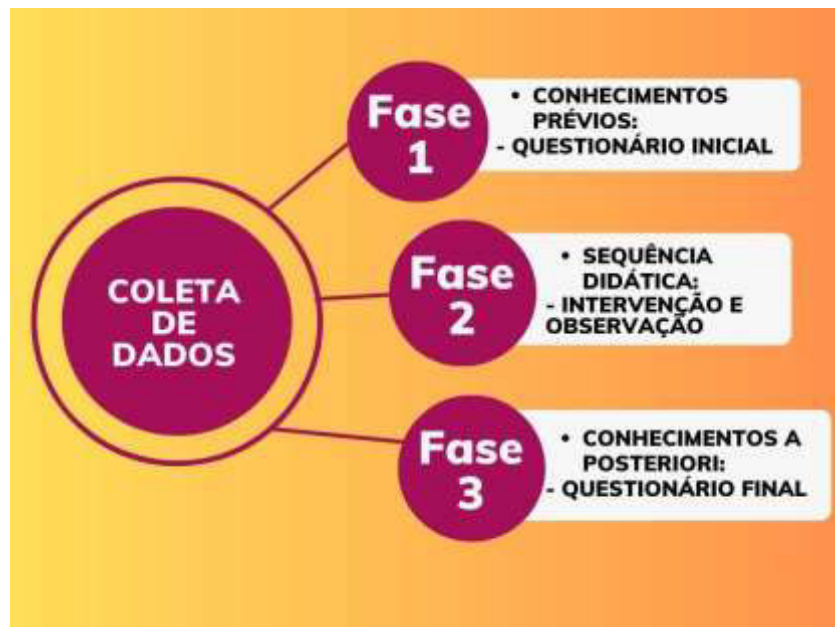 COLETA
DE
DADOS
Fase
1
• CONHECIMENTOS
PRÉVIOS:
- QUESTIONÁRIO INICIAL
Fase
2
• SEQUÊNCIA
DIDÁTICA:
- INTERVENÇÃO E
OBSERVAÇÃO
Fase
3
• CONHECIMENTOS A
POSTERIORI:
- QUESTIONÁRIO FINAL